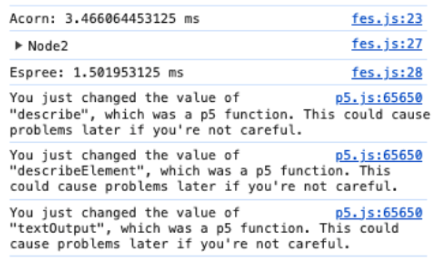 Acorn: 3.466064453125 ms fes.js:23
▶ Node2 fes.js:27
Espree: 1.501953125 ms fes.js:28
You just changed the value of p5.js:65650
"describe", which was a p5 function. This could cause
problems later if you're not careful.
You just changed the value of p5.js:65650
"describeElement", which was a p5 function. This
could cause problems later if you're not careful.
You just changed the value of p5.js:65650
"textOutput", which was a p5 function. This could
cause problems later if you're not careful.